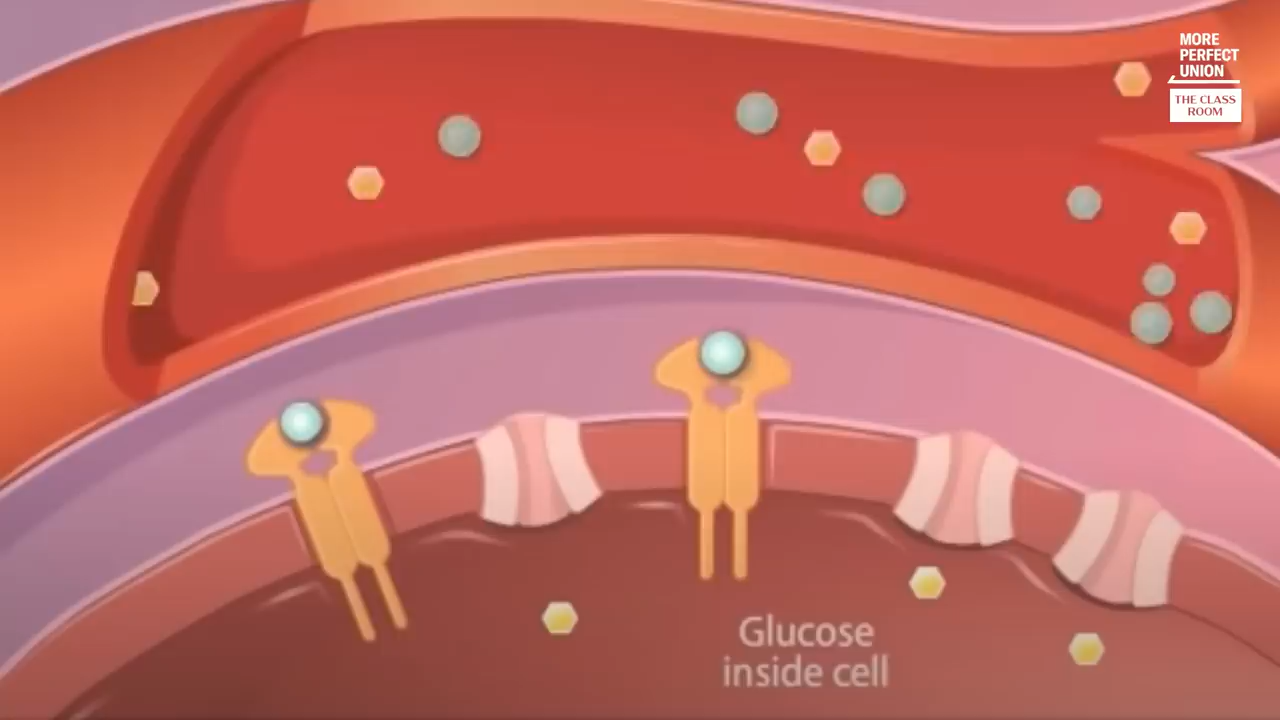 MORE
PERFECT
UNION
THE CLASS
ROOM
Glucose
inside cell